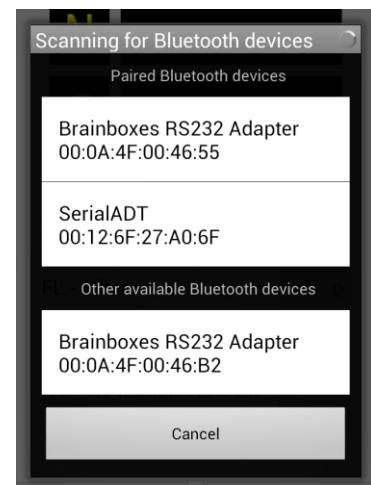 Scanning for Bluetooth devices
Paired Bluetooth devices
Brainboxes RS232 Adapter
00:0A:4F:00:46:55
SerialADT
00:12:6F:27:A0:6F
Other available Bluetooth devices
Brainboxes RS232 Adapter
00:0A:4F:00:46:B2
Cancel